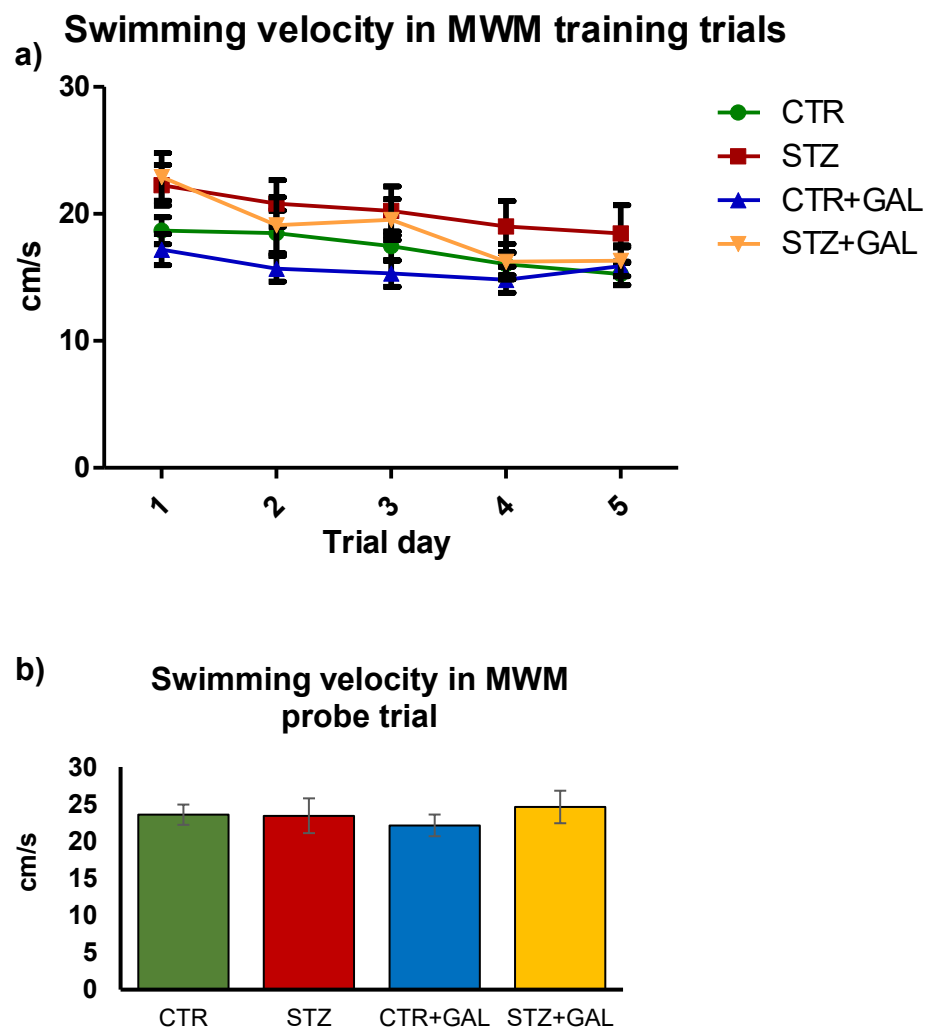 Swimming velocity in MWM training trials
a)
30
20
10
0
cm/s
1 2 3 4 5
Trial day
CTR
STZ
CTR+GAL
STZ+GAL
b)
Swimming velocity in MWM
probe trial
30
25
20
15
10
5
0
cm/s
CTR STZ CTR+GAL STZ+GAL